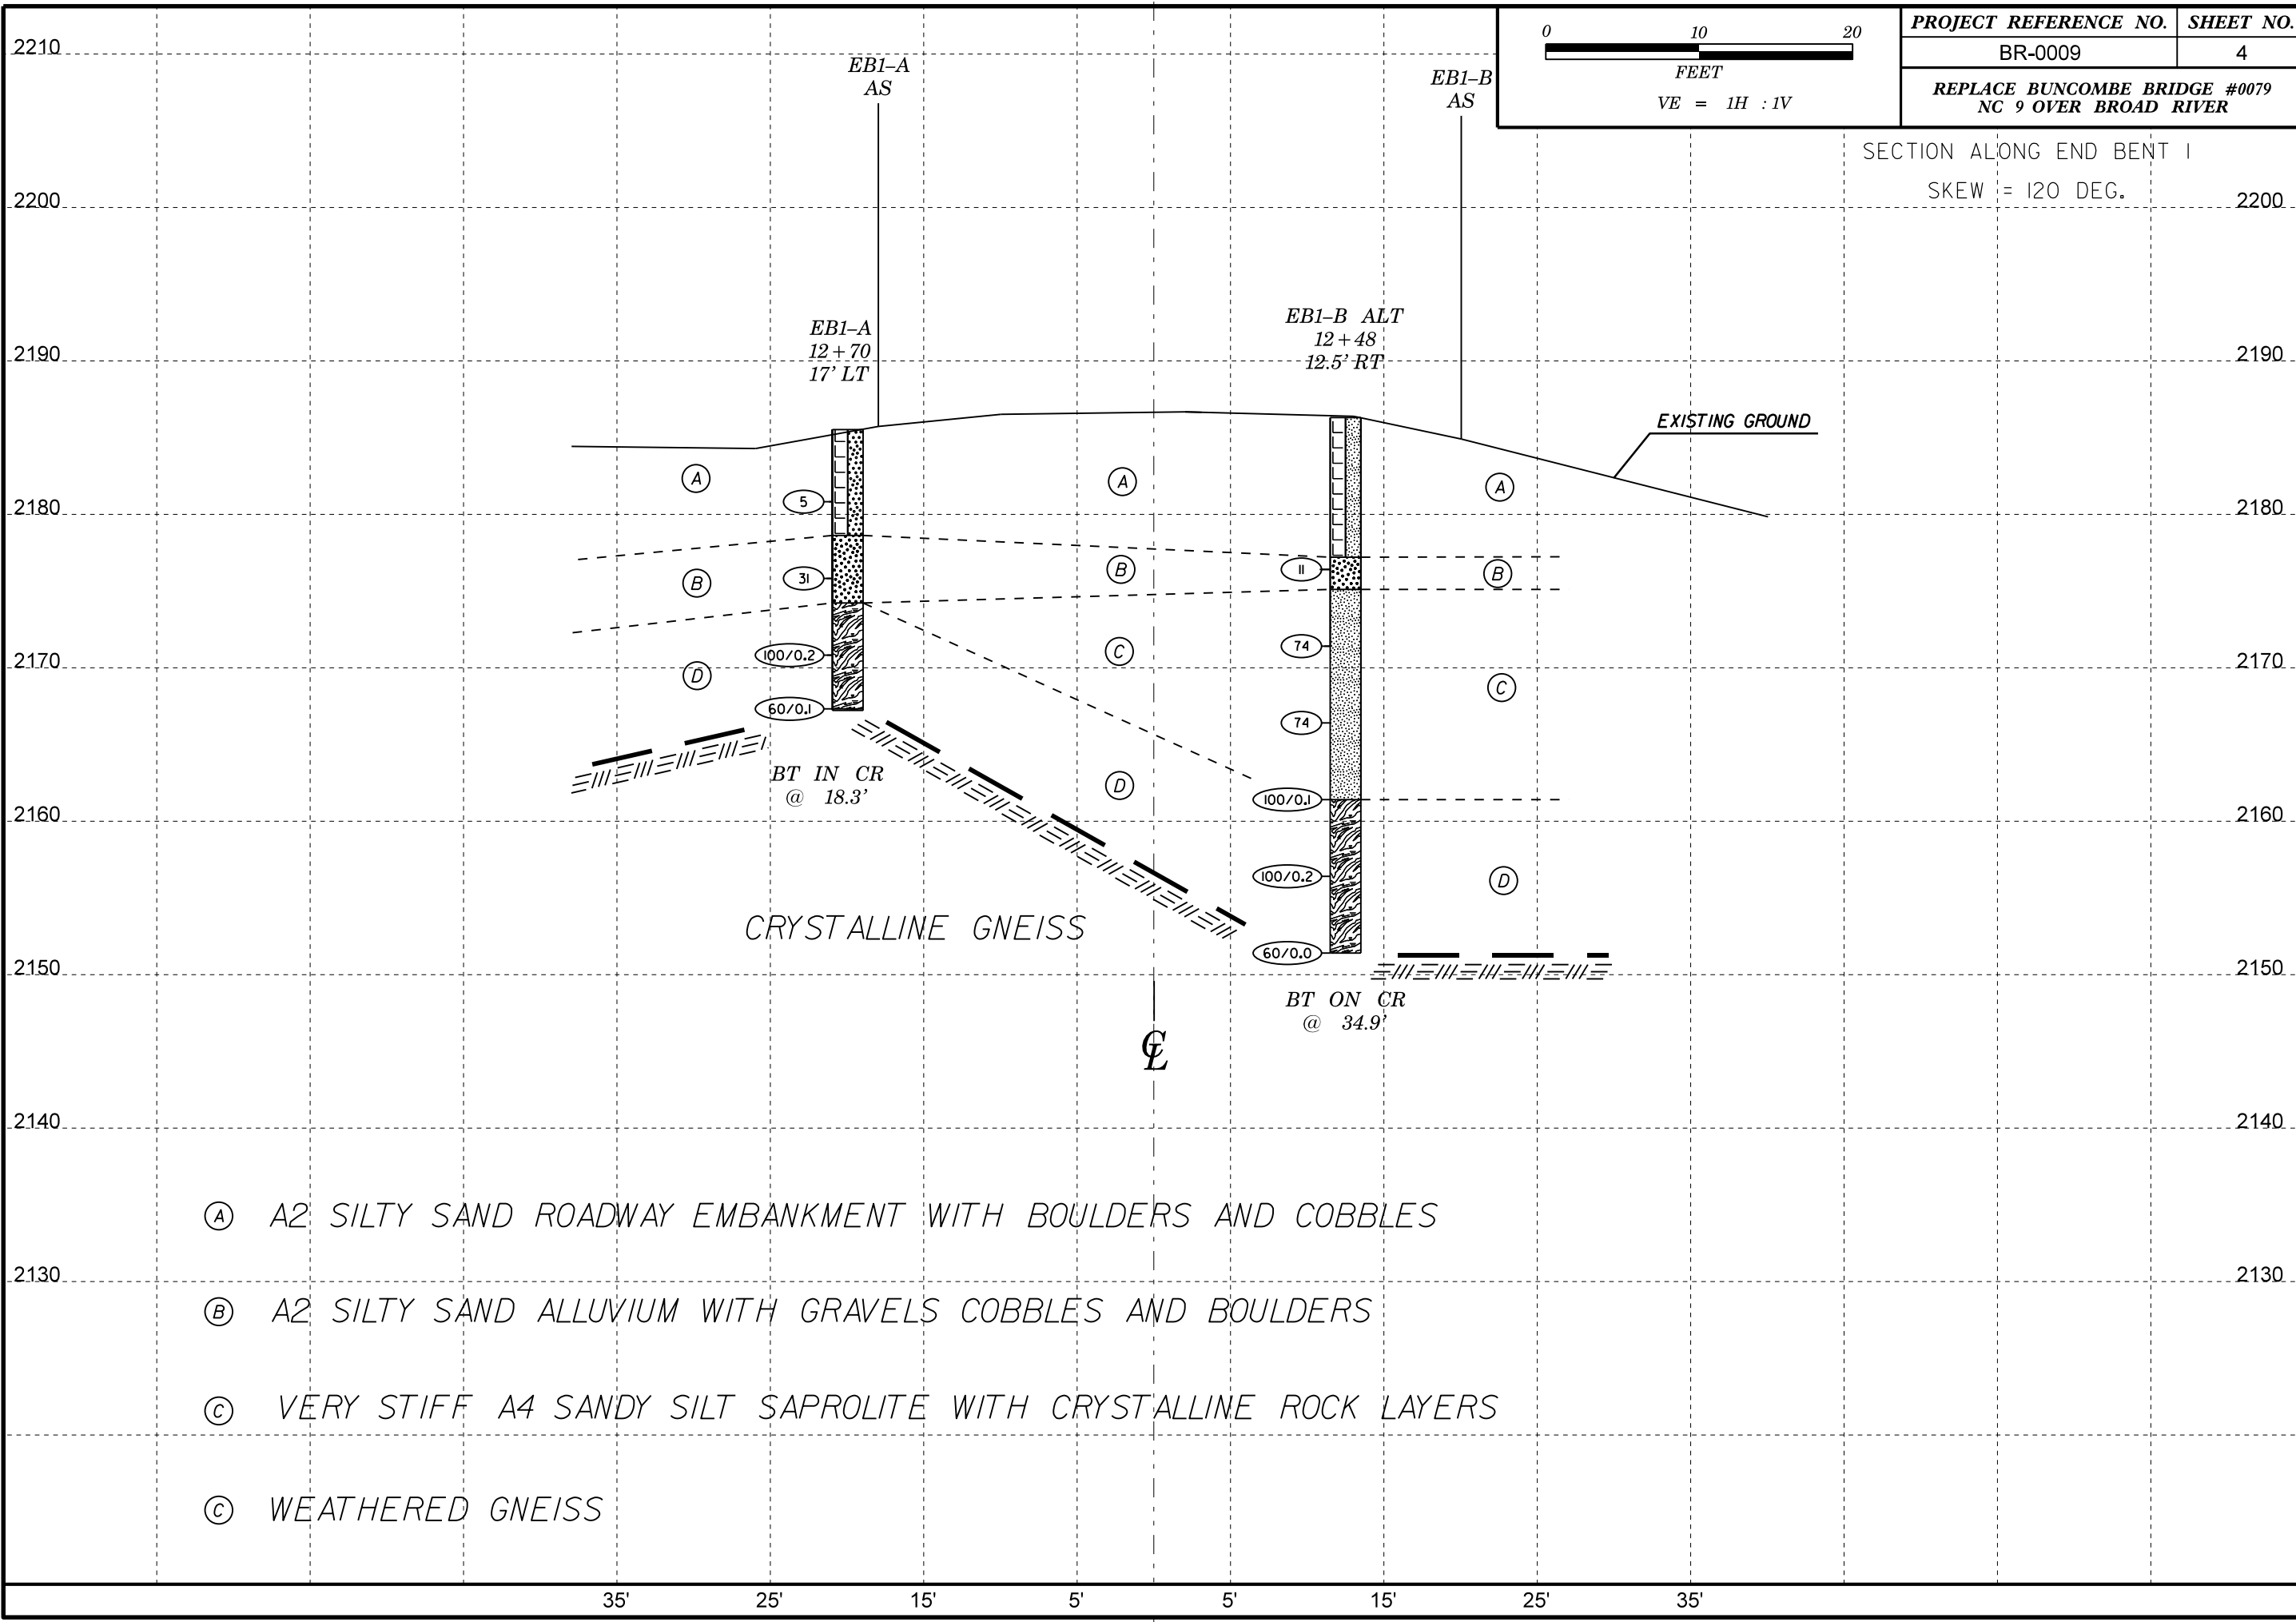 0 10 20
FEET
VE = 1H : 1V
PROJECT REFERENCE NO. SHEET NO.
BR-0009 4
REPLACE BUNCOMBE BRIDGE #0079
NC 9 OVER BROAD RIVER
SECTION ALONG END BENT 1
SKEW = 120 DEG.
2210
EB1-A
AS
EB1-B
AS
2200 2200
EB1-A
12+70
17' LT
EB1-B ALT
12+48
12.5' RT
2190 2190
EXISTING GROUND
A A A
5
2180 2180
B B B
31 11
C
74
100/0.2
2170 2170
D C
60/0.1
74
BT IN CR
@ 18.3'
D
100/0.1
2160 2160
100/0.2
D
CRYSTALLINE GNEISS
60/0.0
2150 2150
BT ON CR
@ 34.9'
CL
2140 2140
A A2 SILTY SAND ROADWAY EMBANKMENT WITH BOULDERS AND COBBLES
2130 2130
B A2 SILTY SAND ALLUVIUM WITH GRAVELS COBBLES AND BOULDERS
C VERY STIFF A4 SANDY SILT SAPROLITE WITH CRYSTALLINE ROCK LAYERS
C WEATHERED GNEISS
35' 25' 15' 5' 5' 15' 25' 35'